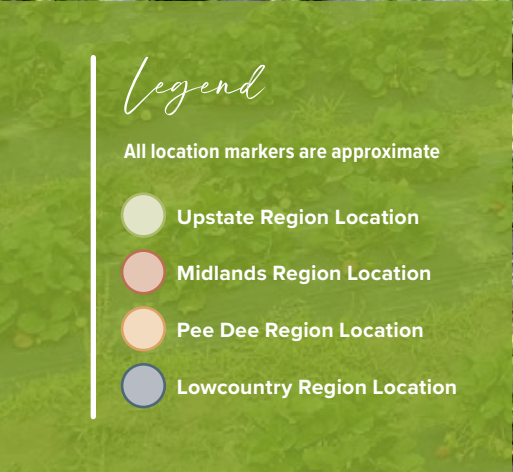 Legend
All location markers are approximate
Upstate Region Location
Midlands Region Location
Pee Dee Region Location
Lowcountry Region Location